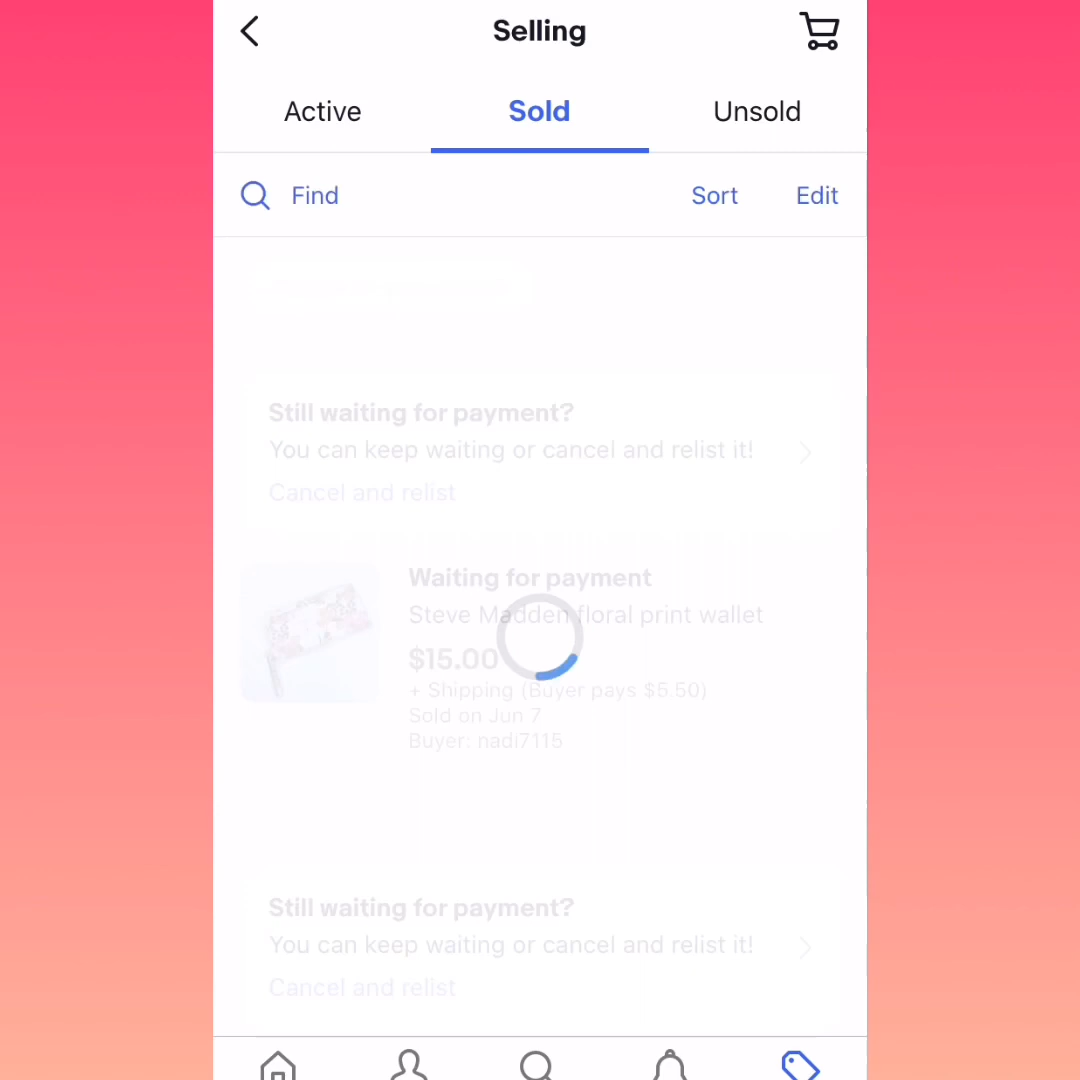 Selling
Active Sold Unsold
Find Sort Edit
Still waiting for payment?
You can keep waiting or cancel and relist it!
Cancel and relist
Waiting for payment
Steve Madden floral print wallet
$15.00
+ Shipping (Buyer pays $5.50)
Sold on Jun 7
Buyer: nadi7115
Still waiting for payment?
You can keep waiting or cancel and relist it!
Cancel and relist